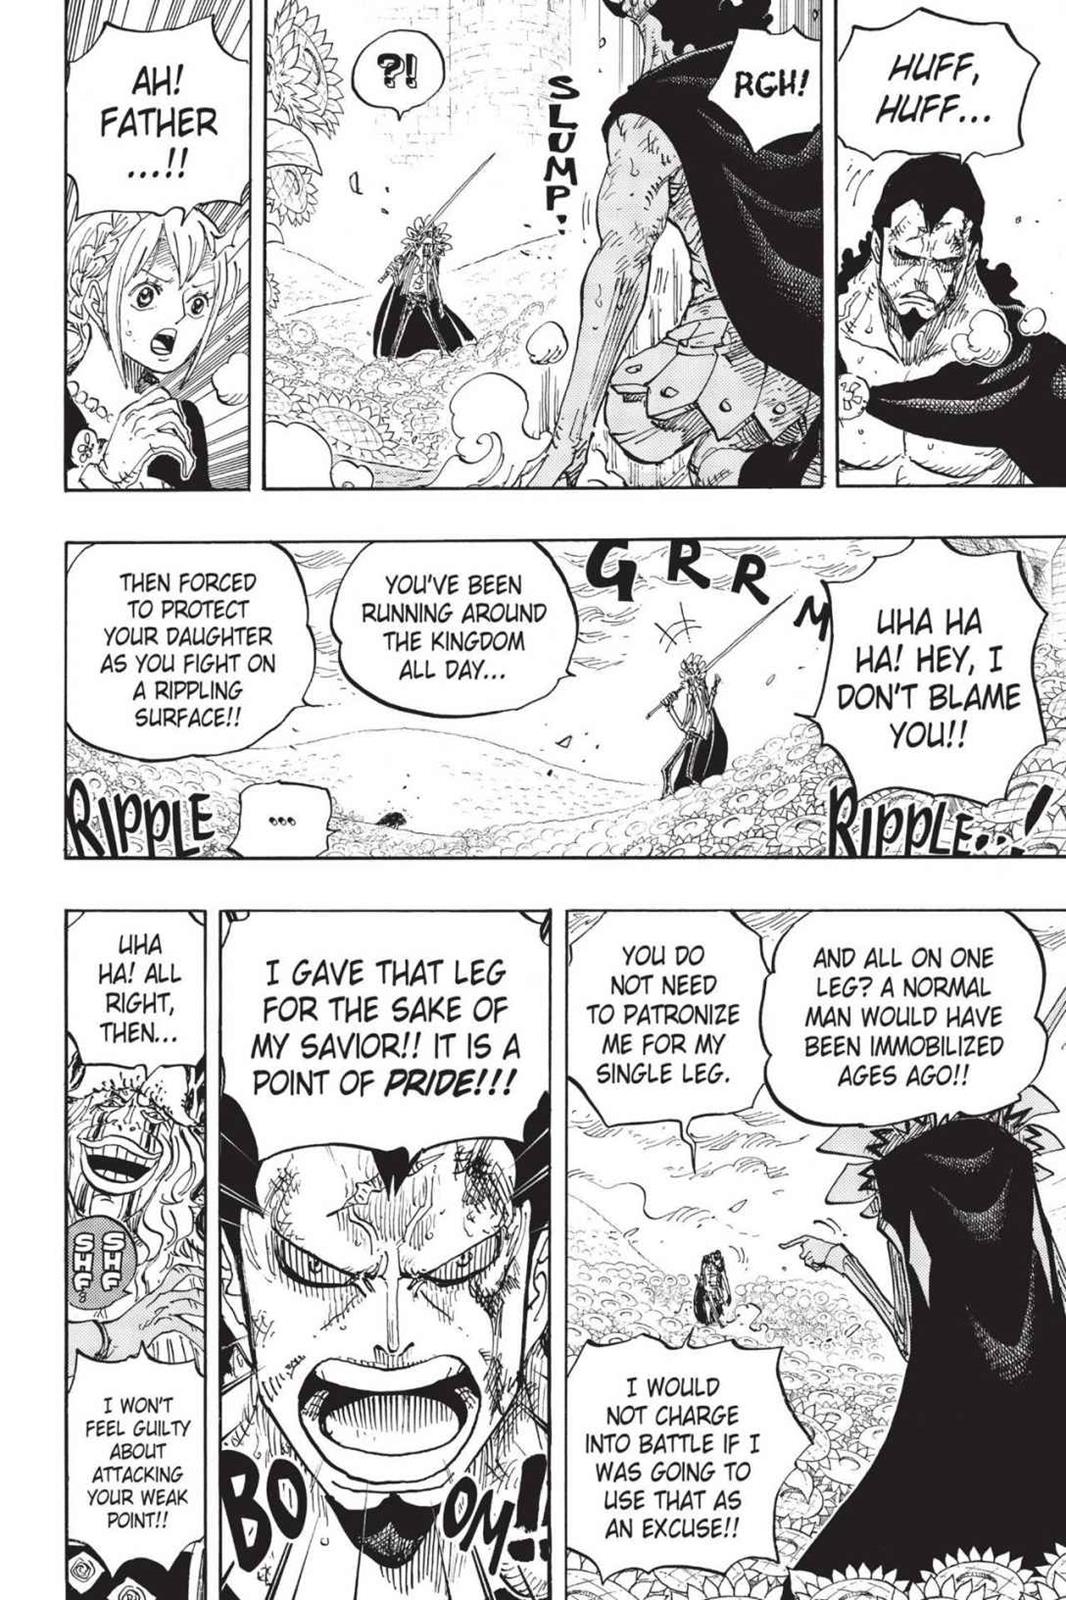 HUFF,
HUFF...
RGH!
SLUMP.
?!
AH!
FATHER
...!!
UHA HA
HA! HEY, I
DON'T BLAME
YOU!!
GRRM
YOU'VE BEEN
RUNNING AROUND
THE KINGDOM
ALL DAY...
THEN FORCED
TO PROTECT
YOUR DAUGHTER
AS YOU FIGHT ON
A RIPPLING
SURFACE!!
RIPPLE..!
...
RIPPLE
AND ALL ON ONE
LEG? A NORMAL
MAN WOULD HAVE
BEEN IMMOBILIZED
AGES AGO!!
YOU DO
NOT NEED
TO PATRONIZE
ME FOR MY
SINGLE LEG.
I WOULD
NOT CHARGE
INTO BATTLE IF I
WAS GOING TO
USE THAT AS
AN EXCUSE!!
I GAVE THAT LEG
FOR THE SAKE OF
MY SAVIOR!! IT IS A
POINT OF PRIDE!!!
BOOM!!
UHA
HA! ALL
RIGHT,
THEN...
SHF
SHF
I WON'T
FEEL GUILTY
ABOUT
ATTACKING
YOUR WEAK
POINT!!